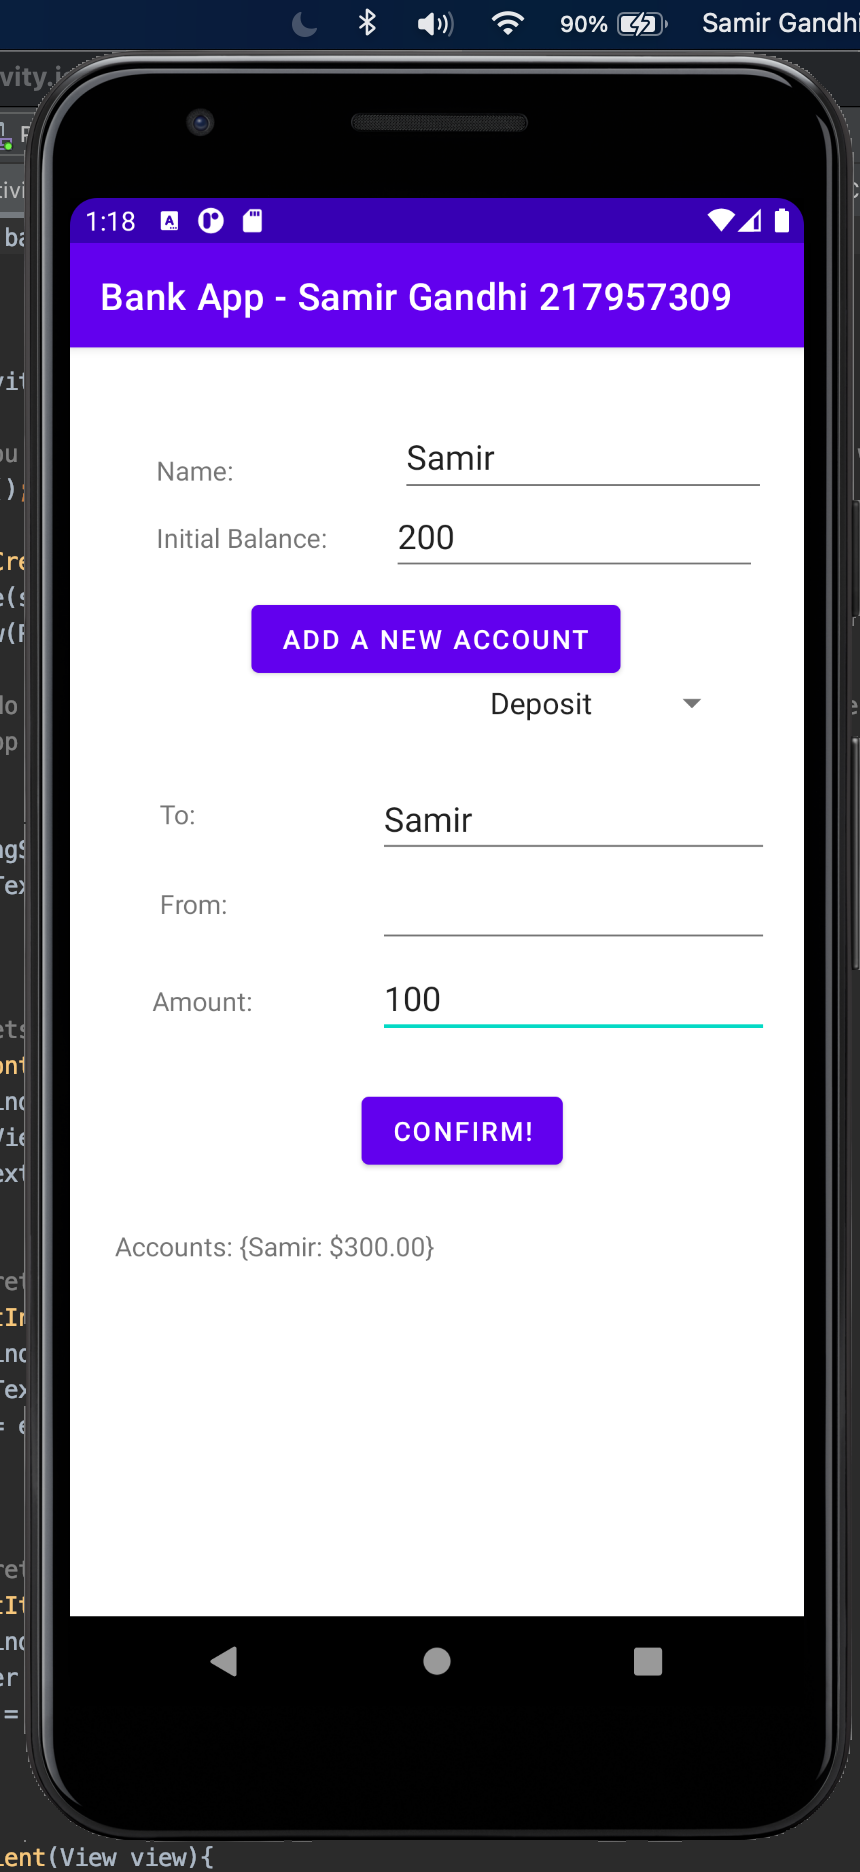 90% Samir Gandhi
1:18
Bank App - Samir Gandhi 217957309
Name: Samir
Initial Balance: 200
ADD A NEW ACCOUNT
Deposit
To: Samir
From:
Amount: 100
CONFIRM!
Accounts: {Samir: $300.00}
(View view){